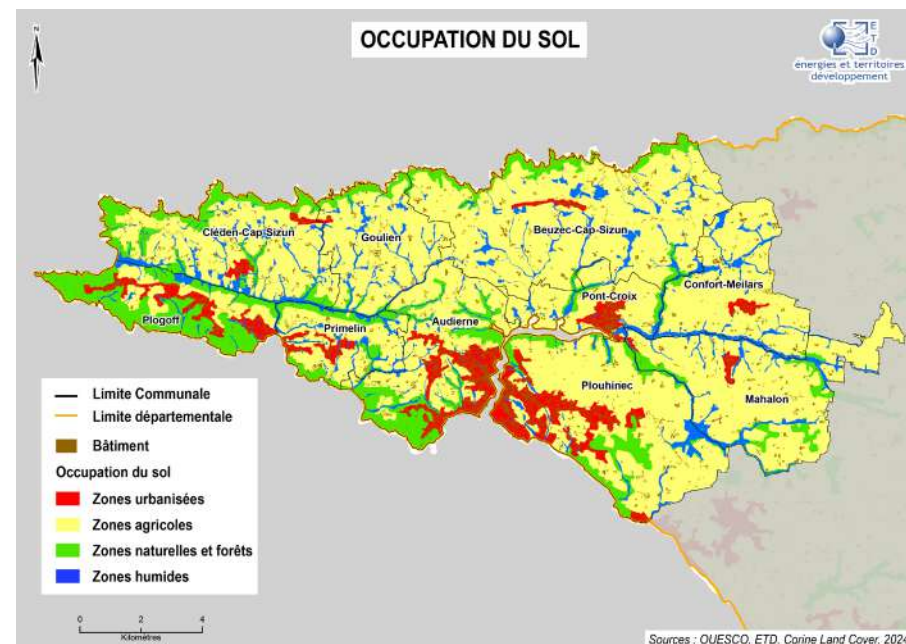 N
OCCUPATION DU SOL
E
T
D
énergies et territoires
développement
Cléden-Cap-Sizun
Goulien
Beuzec-Cap-Sizun
Pont-Croix
Confort-Meilars
Plogoff
Primelin
Audierne
Plouhinec
Mahalon
Limite Communale
Limite départementale
Bâtiment
Occupation du sol
Zones urbanisées
Zones agricoles
Zones naturelles et forêts
Zones humides
0 2 4
Kilomètres
Sources : OUESCO, ETD, Corine Land Cover, 2024